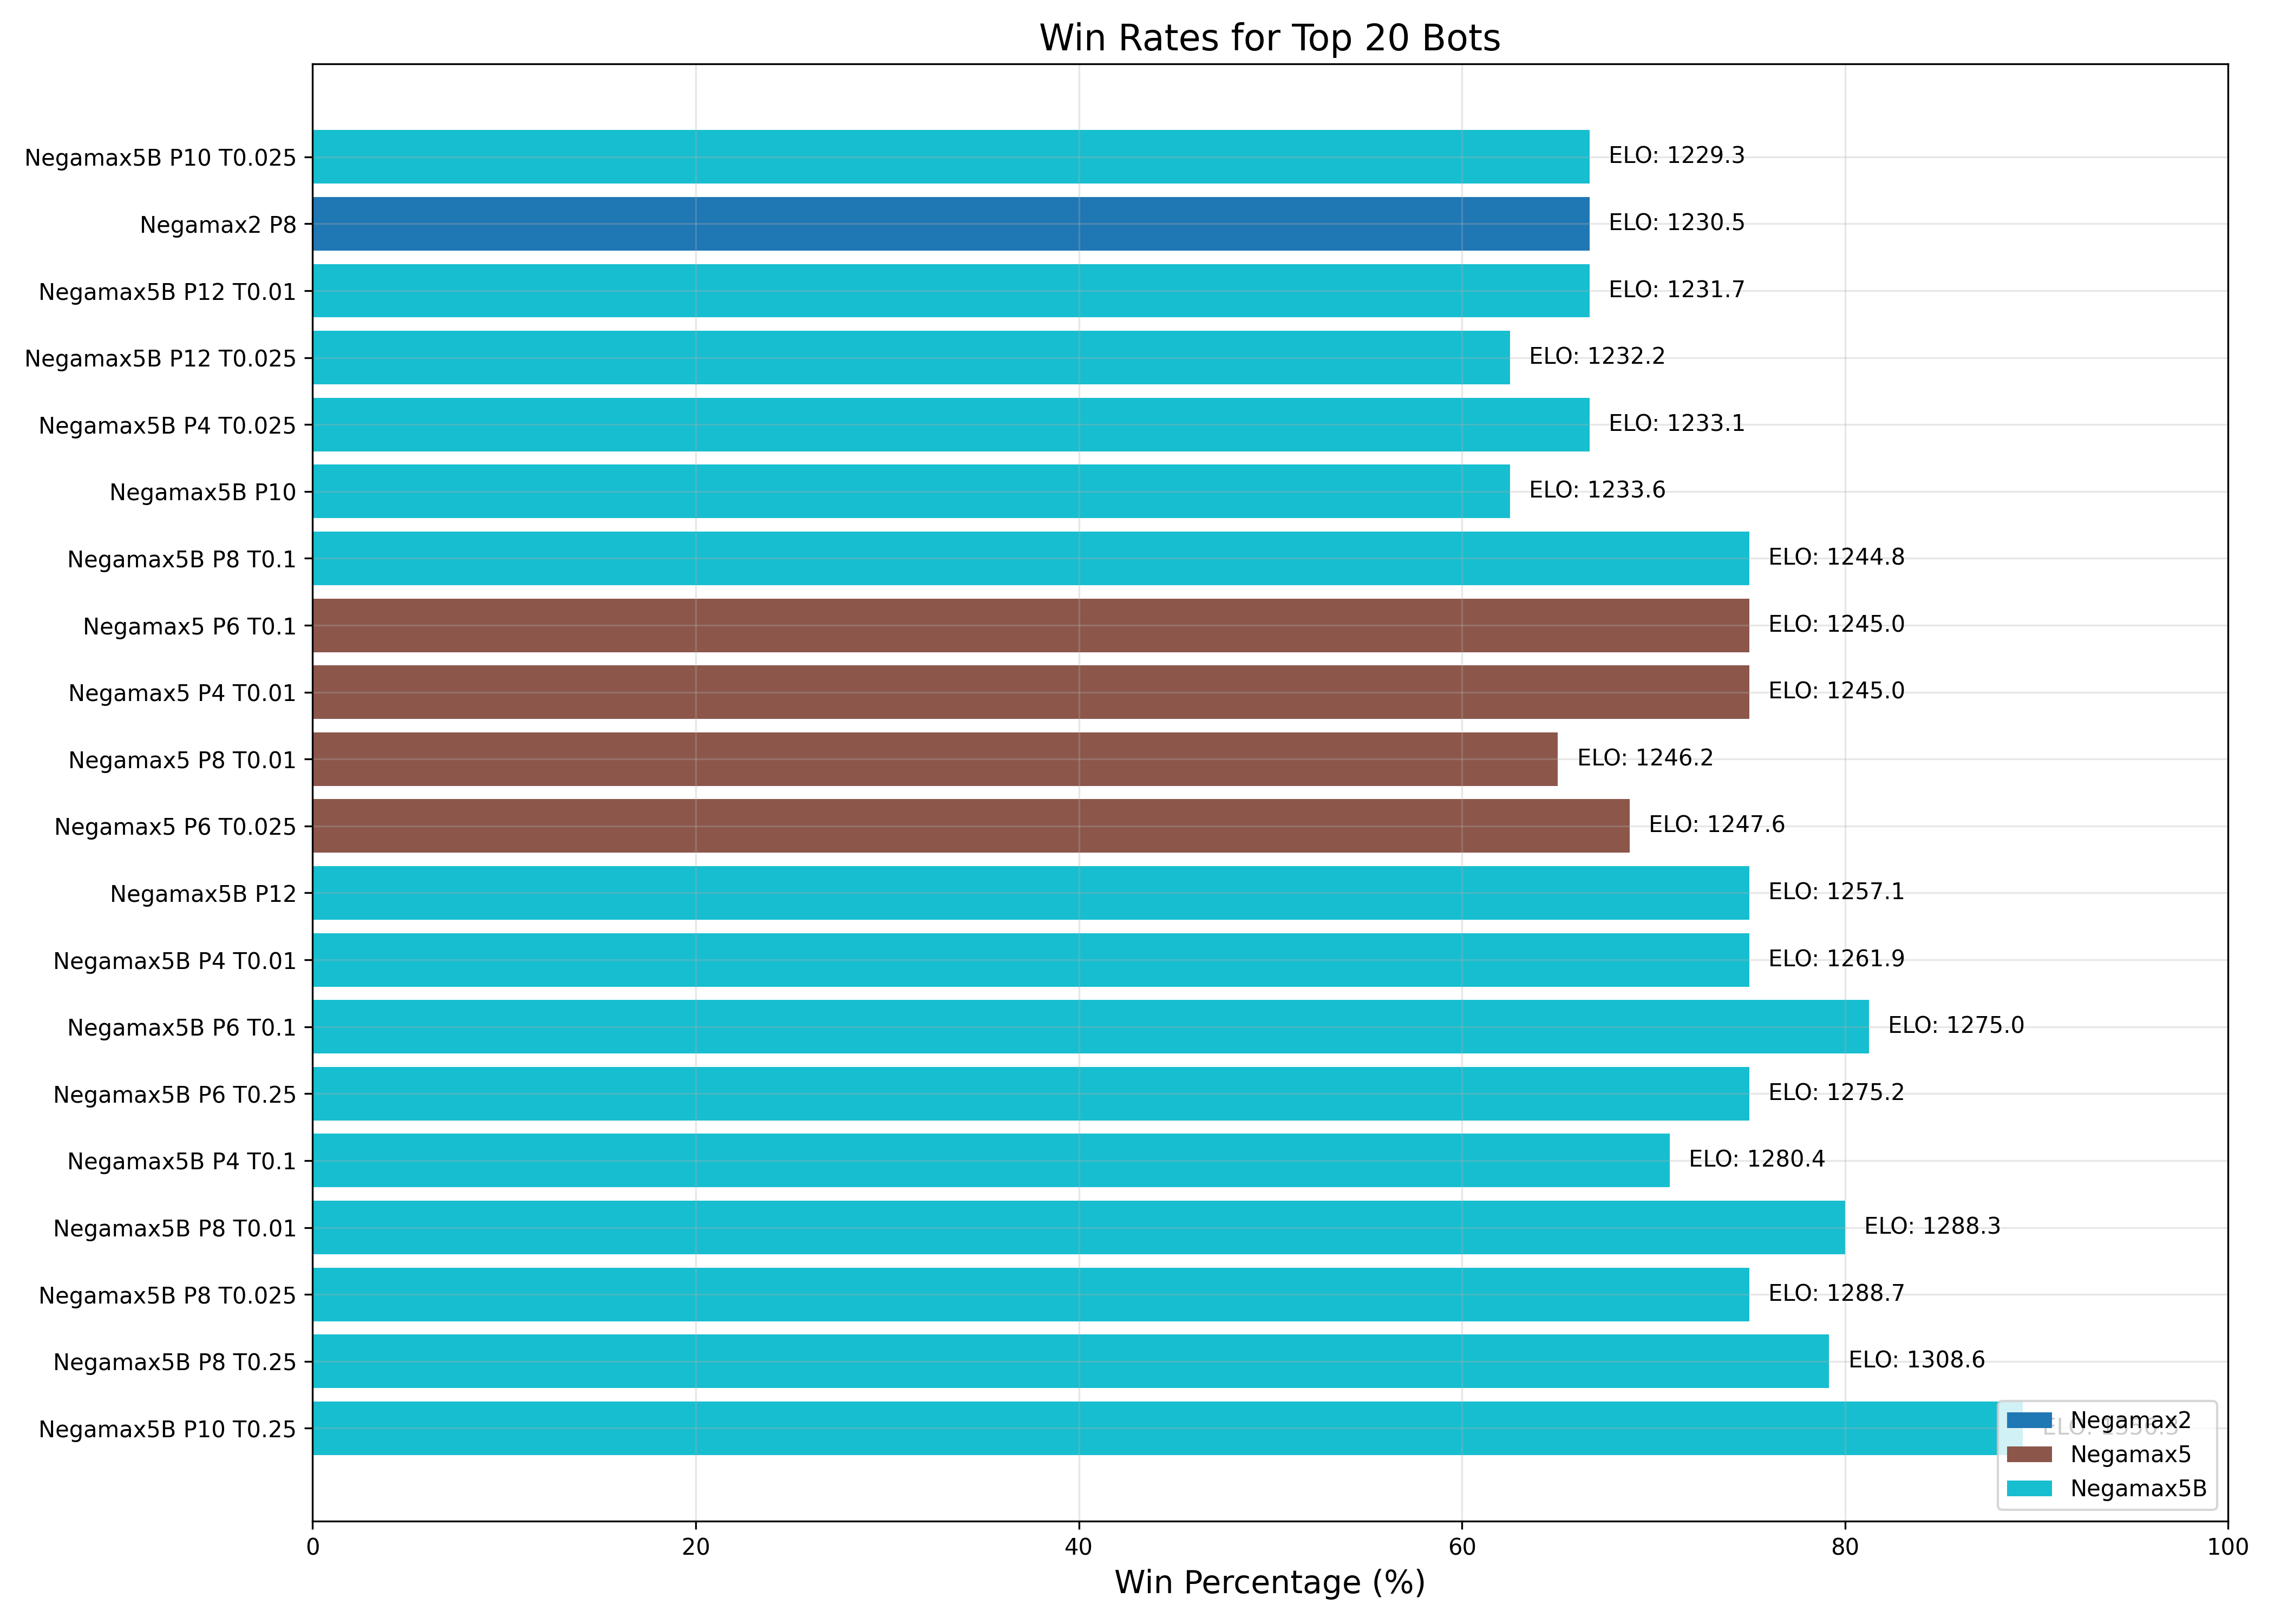 Win Rates for Top 20 Bots
Negamax5B P10 T0.025 ELO: 1229.3
Negamax2 P8 ELO: 1230.5
Negamax5B P12 T0.01 ELO: 1231.7
Negamax5B P12 T0.025 ELO: 1232.2
Negamax5B P4 T0.025 ELO: 1233.1
Negamax5B P10 ELO: 1233.6
Negamax5B P8 T0.1 ELO: 1244.8
Negamax5 P6 T0.1 ELO: 1245.0
Negamax5 P4 T0.01 ELO: 1245.0
Negamax5 P8 T0.01 ELO: 1246.2
Negamax5 P6 T0.025 ELO: 1247.6
Negamax5B P12 ELO: 1257.1
Negamax5B P4 T0.01 ELO: 1261.9
Negamax5B P6 T0.1 ELO: 1275.0
Negamax5B P6 T0.25 ELO: 1275.2
Negamax5B P4 T0.1 ELO: 1280.4
Negamax5B P8 T0.01 ELO: 1288.3
Negamax5B P8 T0.025 ELO: 1288.7
Negamax5B P8 T0.25 ELO: 1308.6
Negamax5B P10 T0.25 ELO:
Negamax2
Negamax5
Negamax5B
0 20 40 60 80 100
Win Percentage (%)